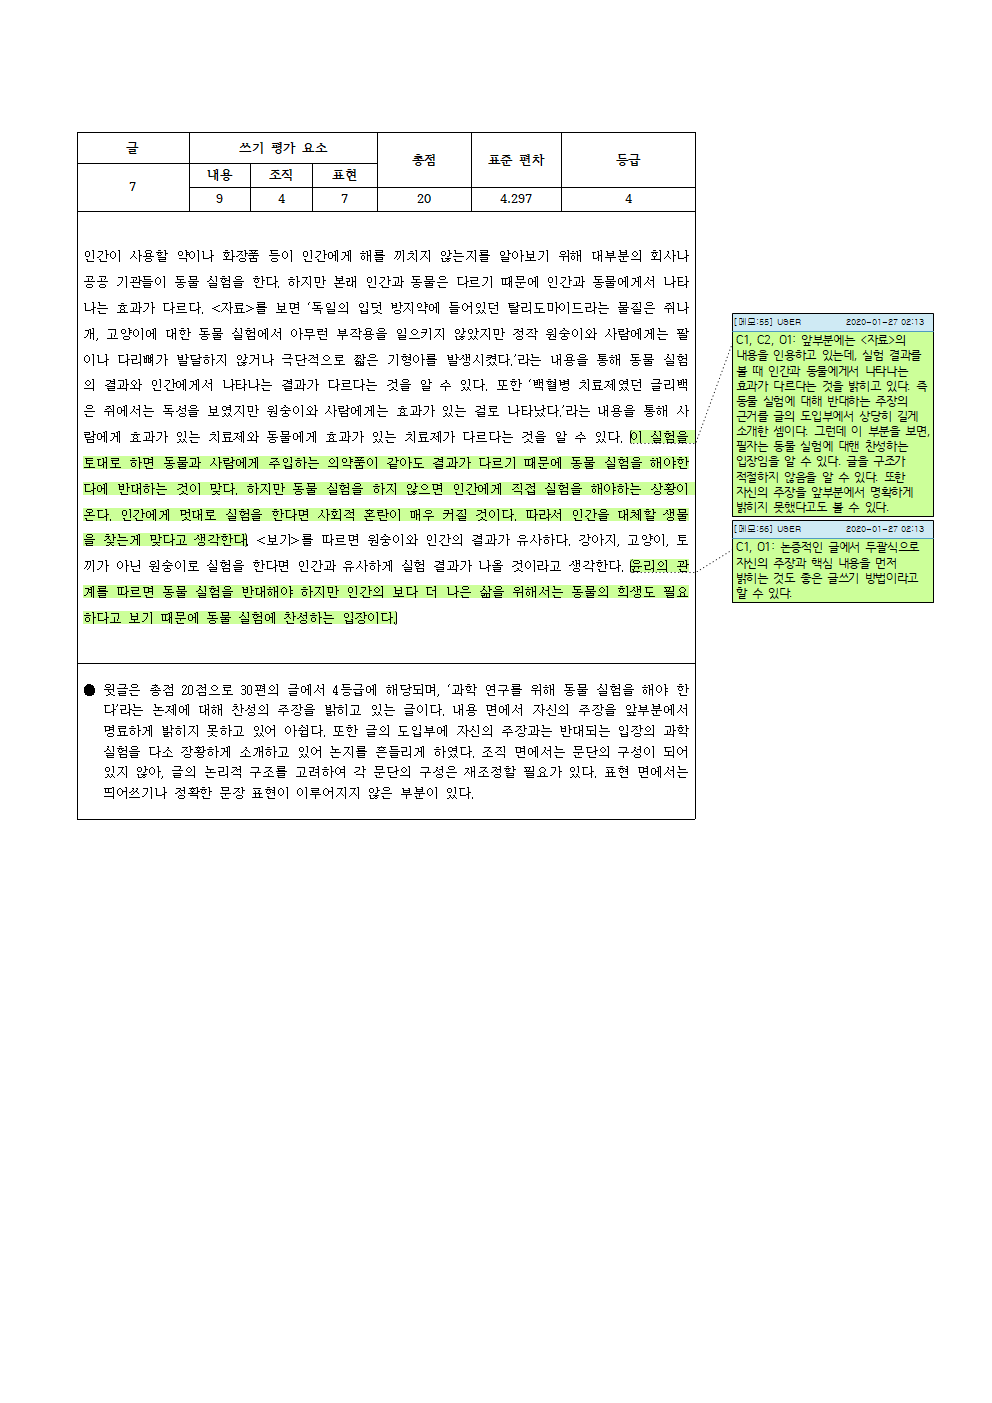 글 쓰기 평가 요소 총점 표준 편차 등급
내용 조직 표현
7 9 4 7 20 4.297 4
인간이 사용할 약이나 화장품 등이 인간에게 해를 끼치지 않는지를 알아보기 위해 대부분의 회사나
공공 기관들이 동물 실험을 한다. 하지만 본래 인간과 동물은 다르기 때문에 인간과 동물에게서 나타
나는 효과가 다르다. <자료>를 보면 '독일의 입덧 방지약에 들어있던 탈리도마이드라는 물질은 쥐나
개, 고양이에 대한 동물 실험에서 아무런 부작용을 일으키지 않았지만 정작 원숭이와 사람에게는 팔
이나 다리뼈가 발달하지 않거나 극단적으로 짧은 기형아를 발생시켰다.'라는 내용을 통해 동물 실험
의 결과와 인간에게서 나타나는 결과가 다르다는 것을 알 수 있다. 또한 '백혈병 치료제였던 글리백
은 쥐에서는 독성을 보였지만 원숭이와 사람에게는 효과가 있는 걸로 나타났다.'라는 내용을 통해 사
람에게 효과가 있는 치료제와 동물에게 효과가 있는 치료제가 다르다는 것을 알 수 있다. [이 실험을
토대로 하면 동물과 사람에게 주입하는 의약품이 같아도 결과가 다르기 때문에 동물 실험을 해야한
다에 반대하는 것이 맞다. 하지만 동물 실험을 하지 않으면 인간에게 직접 실험을 해야하는 상황이
온다. 인간에게 멋대로 실험을 한다면 사회적 혼란이 매우 커질 것이다. 따라서 인간을 대체할 생물
을 찾는게 맞다고 생각한다]. <보기>를 따르면 원숭이와 인간의 결과가 유사하다. 강아지, 고양이, 토
끼가 아닌 원숭이로 실험을 한다면 인간과 유사하게 실험 결과가 나올 것이라고 생각한다. [윤리의 관
계를 따르면 동물 실험을 반대해야 하지만 인간의 보다 더 나은 삶을 위해서는 동물의 희생도 필요
하다고 보기 때문에 동물 실험에 찬성하는 입장이다.]
● 윗글은 총점 20점으로 30편의 글에서 4등급에 해당되며, '과학 연구를 위해 동물 실험을 해야 한
다'라는 논제에 대해 찬성의 주장을 밝히고 있는 글이다. 내용 면에서 자신의 주장을 앞부분에서
명료하게 밝히지 못하고 있어 아쉽다. 또한 글의 도입부에 자신의 주장과는 반대되는 입장의 과학
실험을 다소 장황하게 소개하고 있어 논지를 흔들리게 하였다. 조직 면에서는 문단의 구성이 되어
있지 않아, 글의 논리적 구조를 고려하여 각 문단의 구성은 재조정할 필요가 있다. 표현 면에서는
띄어쓰기나 정확한 문장 표현이 이루어지지 않은 부분이 있다.
[메모:55] USER 2020-01-27 02:13
C1, C2, O1: 앞부분에는 <자료>의
내용을 인용하고 있는데, 실험 결과를
볼 때 인간과 동물에게서 나타나는
효과가 다르다는 것을 밝히고 있다. 즉
동물 실험에 대해 반대하는 주장의
근거를 글의 도입부에서 상당히 길게
소개한 셈이다. 그런데 이 부분을 보면,
필자는 동물 실험에 대해 찬성하는
입장임을 알 수 있다. 글을 구조가
적절하지 않음을 알 수 있다. 또한
자신의 주장을 앞부분에서 명확하게
밝히지 못했다고도 볼 수 있다.
[메모:56] USER 2020-01-27 02:13
C1, O1: 논증적인 글에서 두괄식으로
자신의 주장과 핵심 내용을 먼저
밝히는 것도 좋은 글쓰기 방법이라고
할 수 있다.